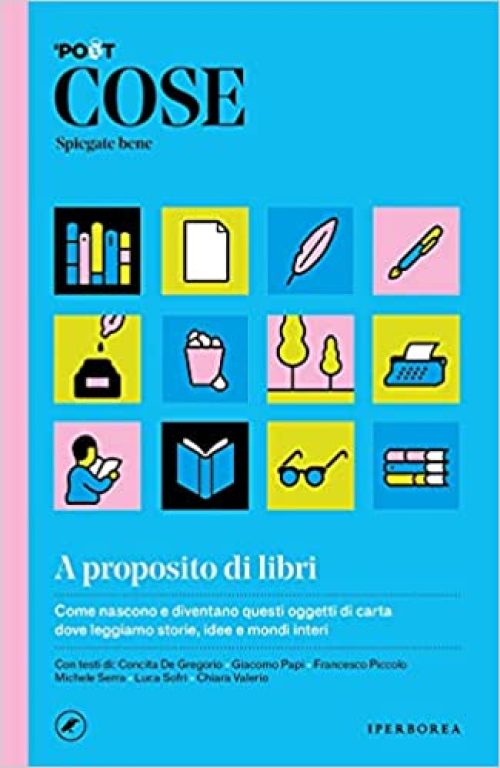 'POST
COSE
Spiegate bene
A proposito di libri
Come nascono e diventano questi oggetti di carta
dove leggiamo storie, idee e mondi interi
Con testi di: Concita De Gregorio • Giacomo Papi • Francesco Piccolo
Michele Serra • Luca Sofri • Chiara Valerio
IPERBOREA